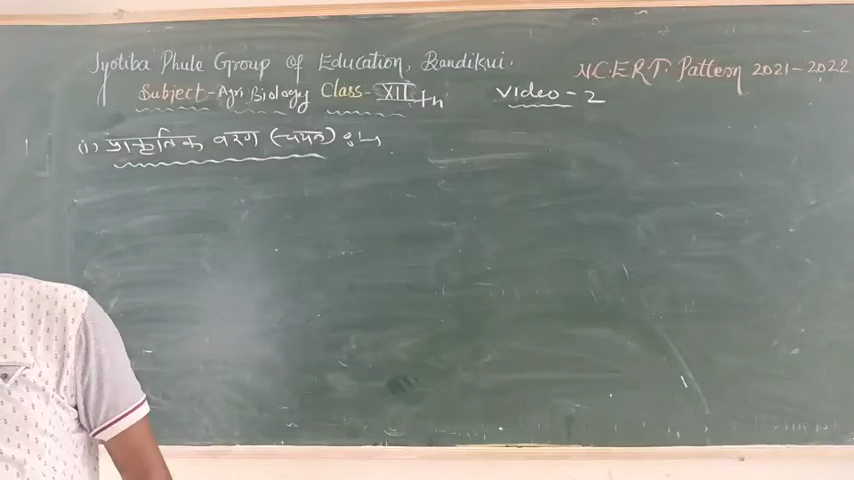 Jyotiba Phule Group of Education, Bandikui.
N.C.E.R.T. Pattern 2021-2022
Subject - Agri. Biology Class - XII th
Video - 2
(1) प्राकृतिक वरण (चयन) :-